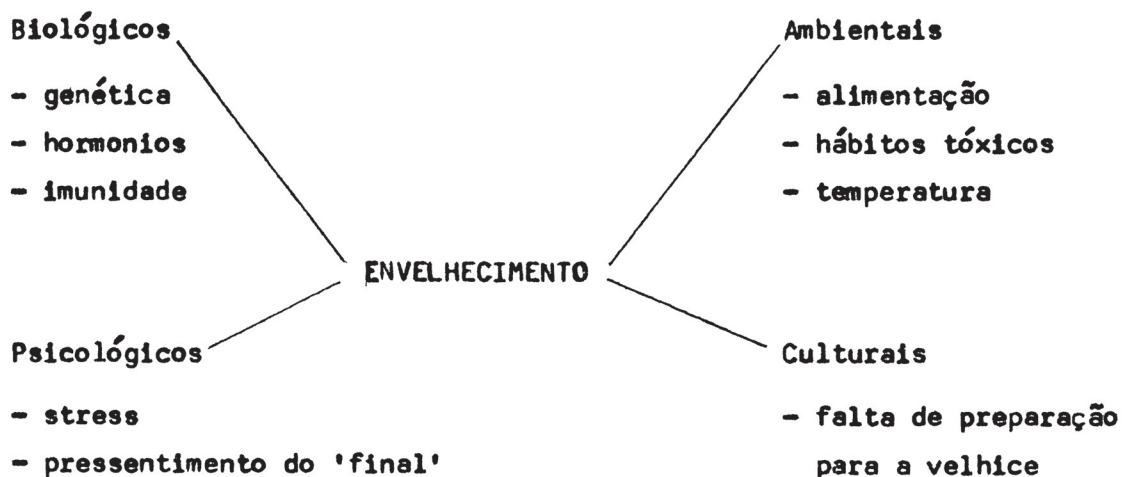 Biológicos
- genética
- hormonios
- imunidade
Ambientais
- alimentação
- hábitos tóxicos
- temperatura
ENVELHECIMENTO
Psicológicos
- stress
- pressentimento do 'final'
Culturais
- falta de preparação
para a velhice